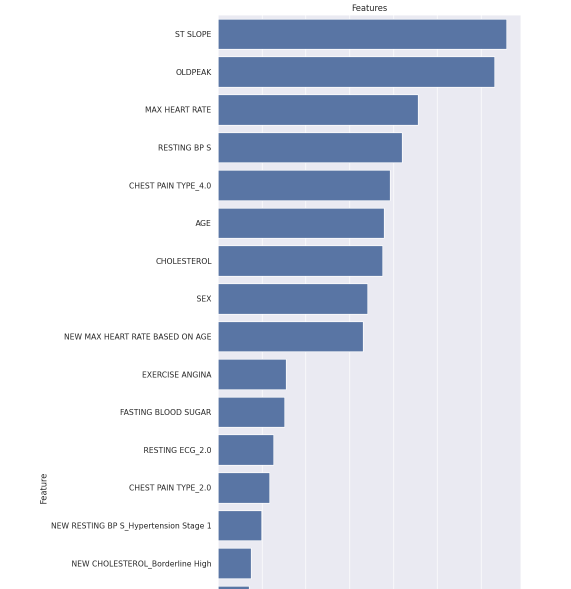 Features
ST SLOPE
OLDPEAK
MAX HEART RATE
RESTING BP S
CHEST PAIN TYPE_4.0
AGE
CHOLESTEROL
SEX
NEW MAX HEART RATE BASED ON AGE
EXERCISE ANGINA
FASTING BLOOD SUGAR
RESTING ECG_2.0
CHEST PAIN TYPE_2.0
Feature
NEW RESTING BP S_Hypertension Stage 1
NEW CHOLESTEROL_Borderline High